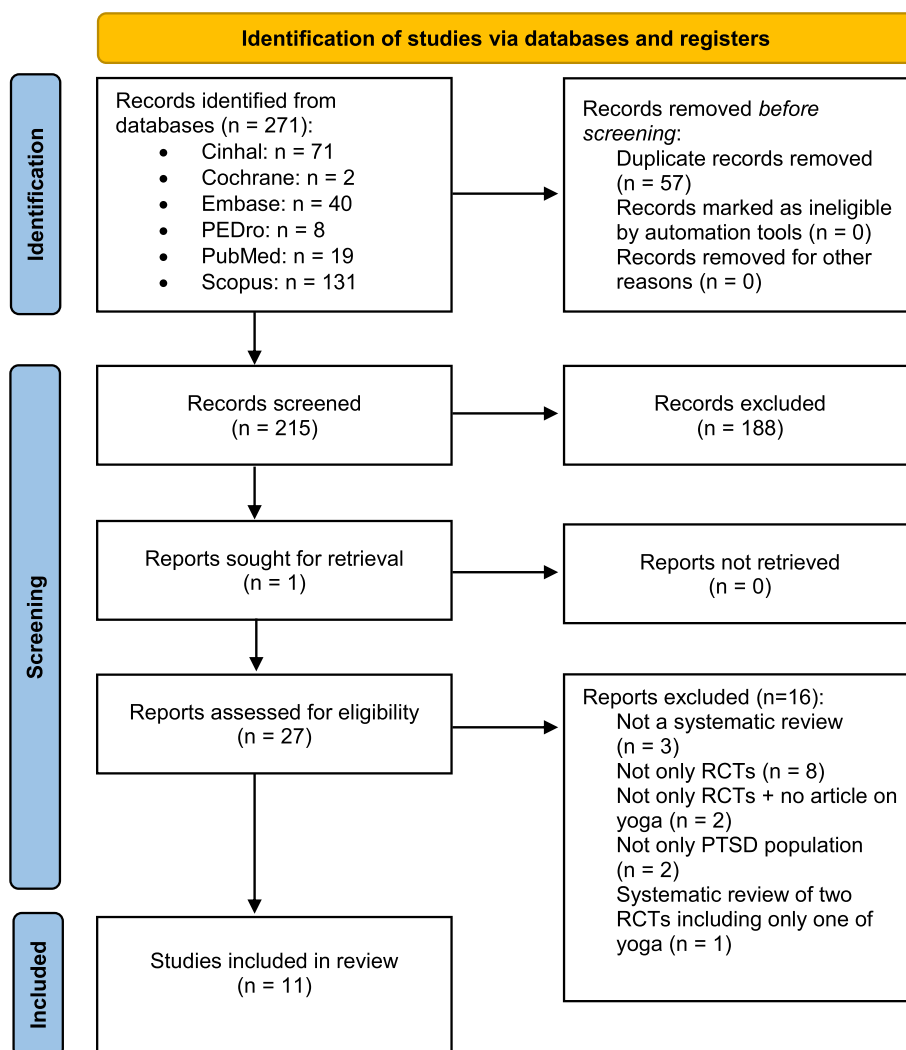 Identification of studies via databases and registers
Identification
Records identified from
databases (n = 271):
• Cinhal: n = 71
• Cochrane: n = 2
• Embase: n = 40
• PEDro: n = 8
• PubMed: n = 19
• Scopus: n = 131
Records removed before
screening:
Duplicate records removed
(n = 57)
Records marked as ineligible
by automation tools (n = 0)
Records removed for other
reasons (n = 0)
Screening
Records screened
(n = 215)
Records excluded
(n = 188)
Reports sought for retrieval
(n = 1)
Reports not retrieved
(n = 0)
Reports assessed for eligibility
(n = 27)
Reports excluded (n=16):
Not a systematic review
(n = 3)
Not only RCTs (n = 8)
Not only RCTs + no article on
yoga (n = 2)
Not only PTSD population
(n = 2)
Systematic review of two
RCTs including only one of
yoga (n = 1)
Included
Studies included in review
(n = 11)